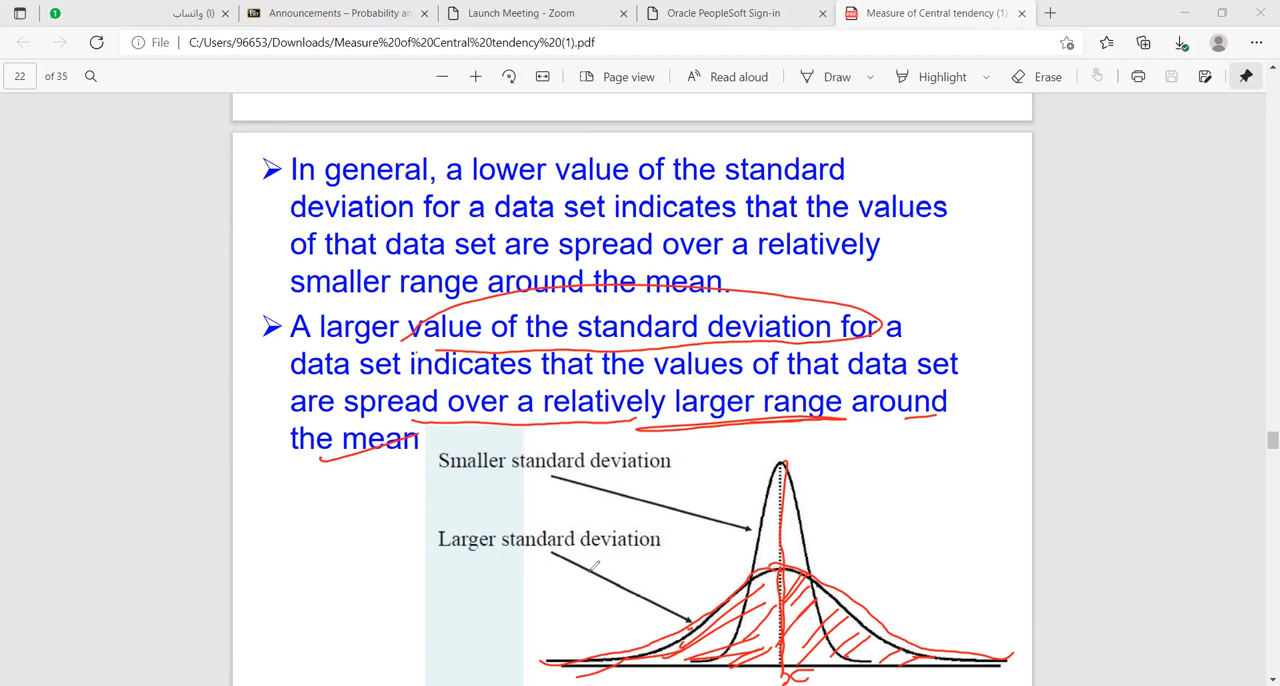 واتساب (١)
Announcements – Probability an
Launch Meeting - Zoom
Oracle PeopleSoft Sign-in
Measure of Central tendency (1)
File
C:/Users/96653/Downloads/Measure%20of%20Central%20tendency%20(1).pdf
22 of 35
Page view
Read aloud
Draw
Highlight
Erase
In general, a lower value of the standard
deviation for a data set indicates that the values
of that data set are spread over a relatively
smaller range around the mean.
A larger value of the standard deviation for a
data set indicates that the values of that data set
are spread over a relatively larger range around
the mean
Smaller standard deviation
Larger standard deviation